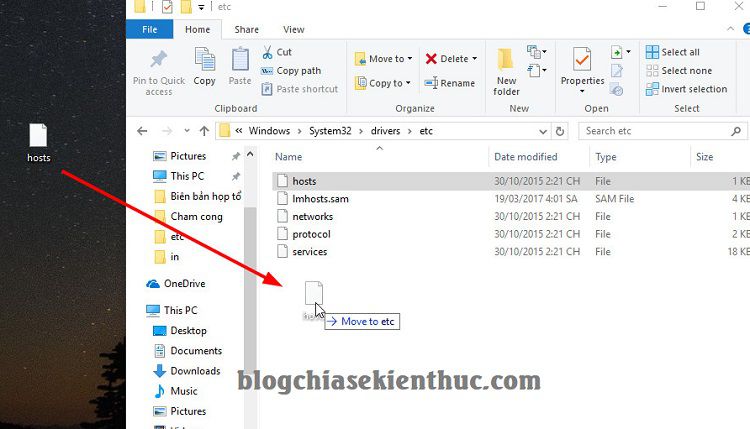 etc
File
Home
Share
View
Pin to Quick access
Copy
Paste
Cut
Copy path
Paste shortcut
Clipboard
Move to
Copy to
Delete
Rename
Organize
New folder
New
Properties
Open
Select all
Select none
Invert selection
Select
« Windows > System32 > drivers > etc
Search etc
hosts
Pictures
This PC
Biên bản họp tổ
Cham cong
etc
in
OneDrive
This PC
Desktop
Documents
Downloads
Music
Pictures
Name Date modified Type Size
hosts 30/10/2015 2:21 CH File 1 KB
lmhosts.sam 19/03/2017 4:01 SA SAM File 4 KB
networks 30/10/2015 2:21 CH File 1 KB
protocol 30/10/2015 2:21 CH File 2 KB
services 30/10/2015 2:21 CH File 18 KB
Move to etc
blogchiasekienthuc.com